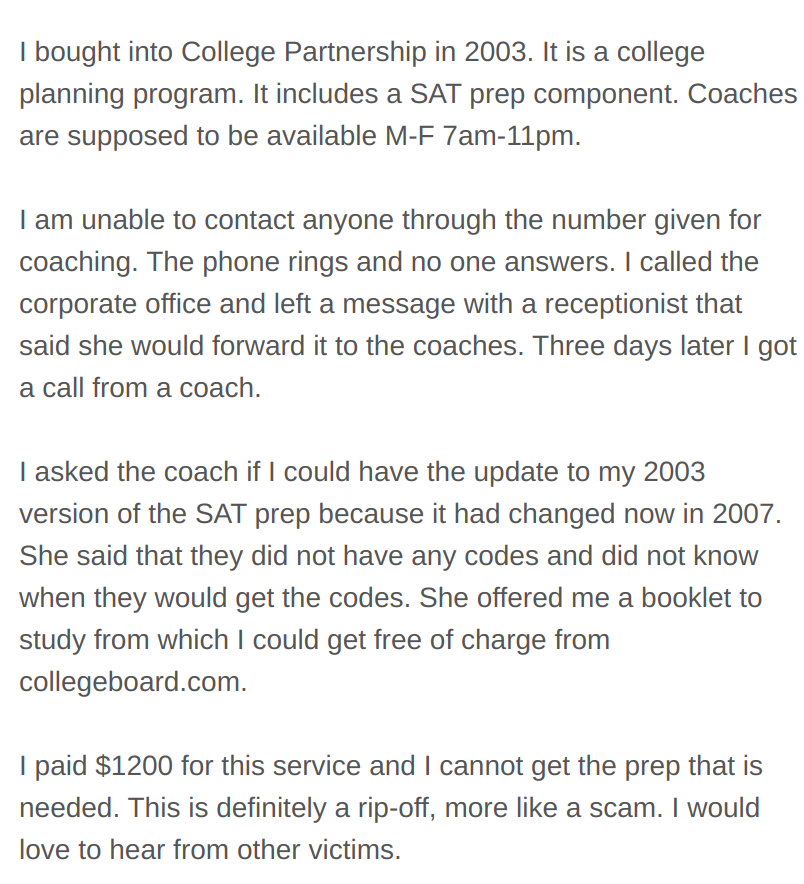 I bought into College Partnership in 2003. It is a college
planning program. It includes a SAT prep component. Coaches
are supposed to be available M-F 7am-11pm.
I am unable to contact anyone through the number given for
coaching. The phone rings and no one answers. I called the
corporate office and left a message with a receptionist that
said she would forward it to the coaches. Three days later I got
a call from a coach.
I asked the coach if I could have the update to my 2003
version of the SAT prep because it had changed now in 2007.
She said that they did not have any codes and did not know
when they would get the codes. She offered me a booklet to
study from which I could get free of charge from
collegeboard.com.
I paid $1200 for this service and I cannot get the prep that is
needed. This is definitely a rip-off, more like a scam. I would
love to hear from other victims.